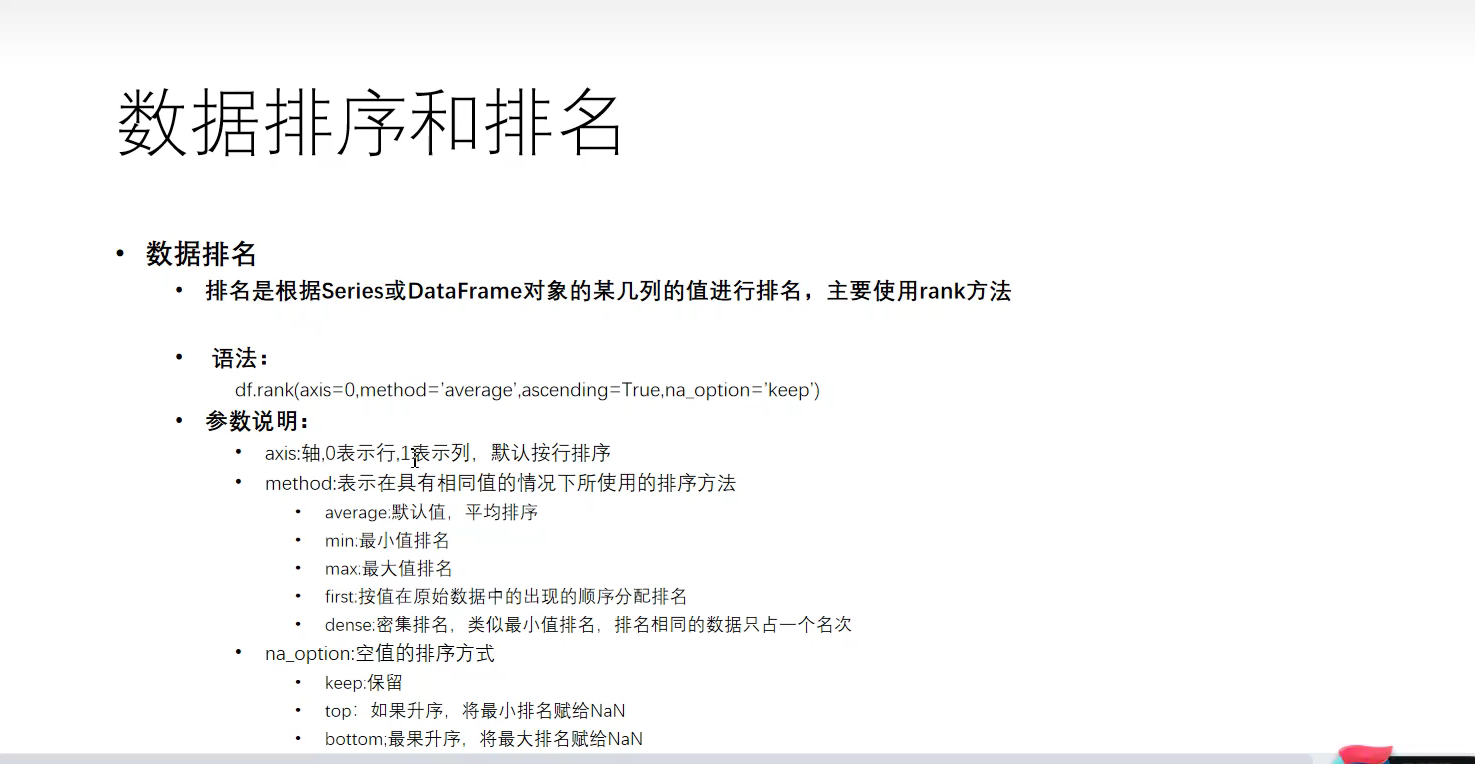 数据排序和排名
• 数据排名
• 排名是根据Series或DataFrame对象的某几列的值进行排名，主要使用rank方法
• 语法：
df.rank(axis=0,method=’average’,ascending=True,na_option=’keep’)
• 参数说明：
• axis:轴,0表示行,1表示列，默认按行排序
• method:表示在具有相同值的情况下所使用的排序方法
• average:默认值，平均排序
• min:最小值排名
• max:最大值排名
• first:按值在原始数据中的出现的顺序分配排名
• dense:密集排名，类似最小值排名，排名相同的数据只占一个名次
• na_option:空值的排序方式
• keep:保留
• top：如果升序，将最小排名赋给NaN
• bottom;最果升序，将最大排名赋给NaN